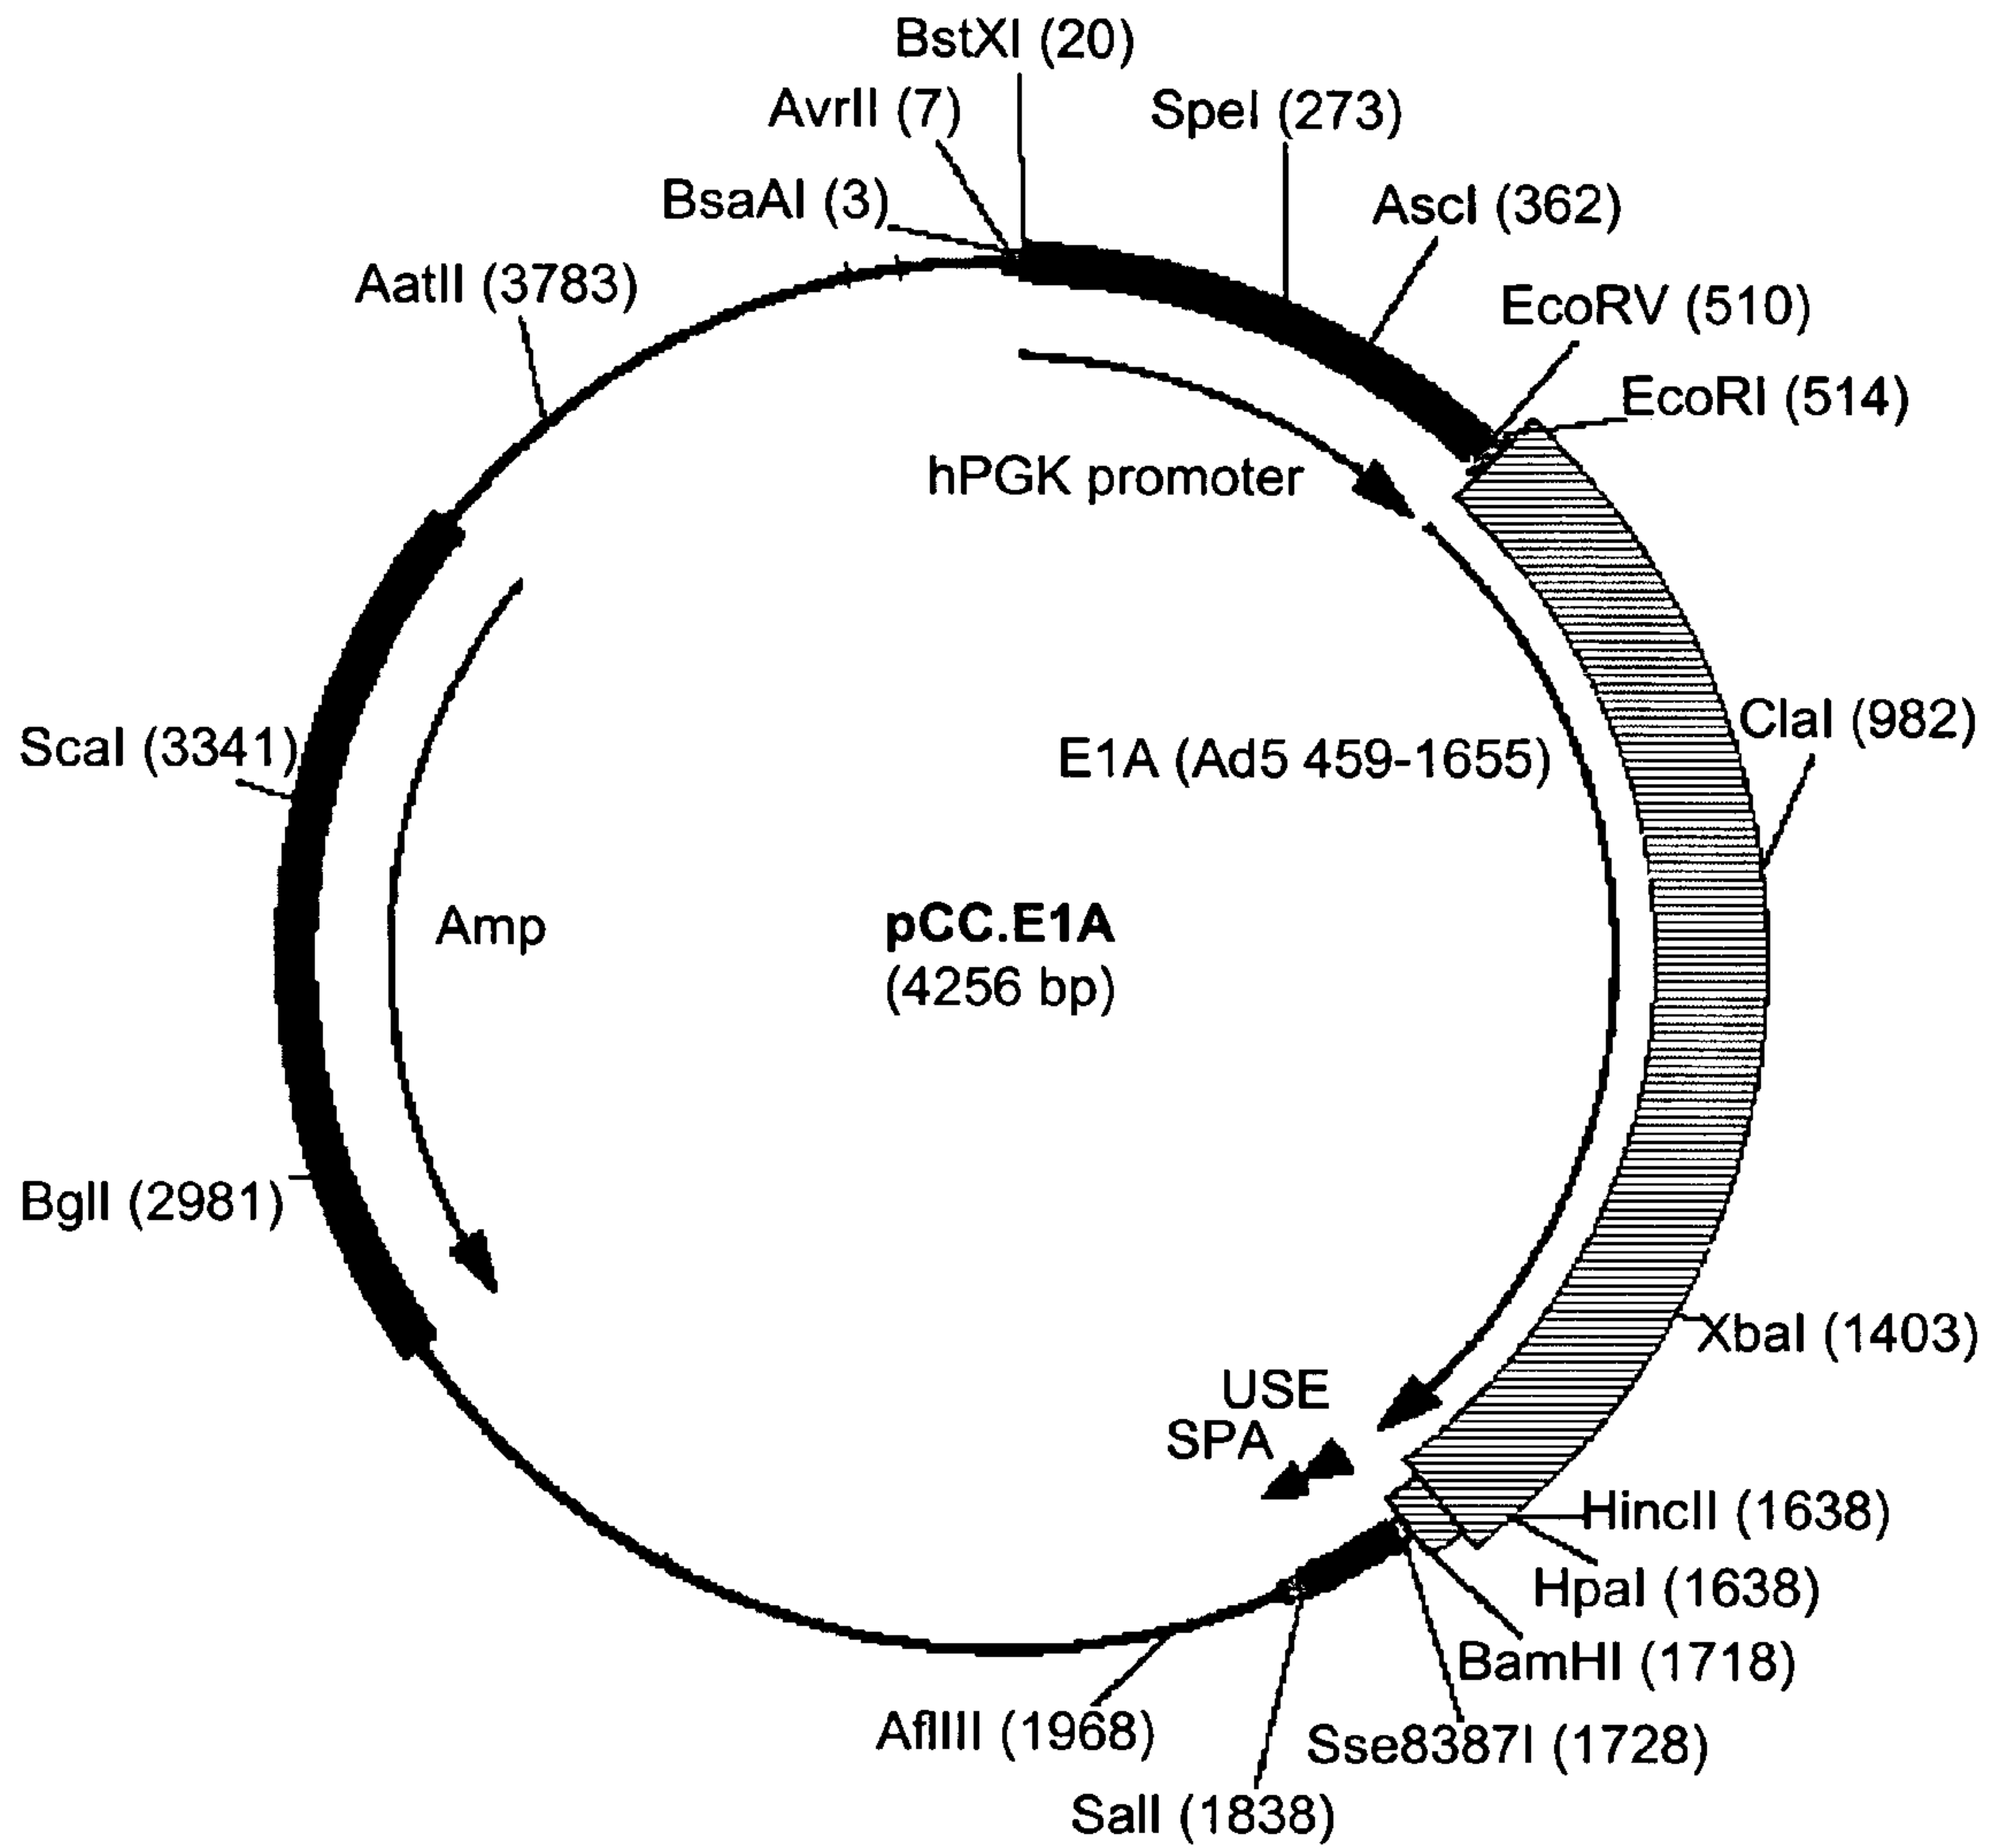 BstXI (20)
AvrII (7)
SpeI (273)
BsaAI (3)
AscI (362)
AatII (3783)
EcoRV (510)
EcoRI (514)
hPGK promoter
ClaI (982)
ScaI (3341)
E1A (Ad5 459-1655)
Amp
pCC.E1A
(4256 bp)
BglI (2981)
XbaI (1403)
USE
SPA
HincII (1638)
HpaI (1638)
BamHI (1718)
AflIII (1968)
Sse8387I (1728)
SalI (1838)